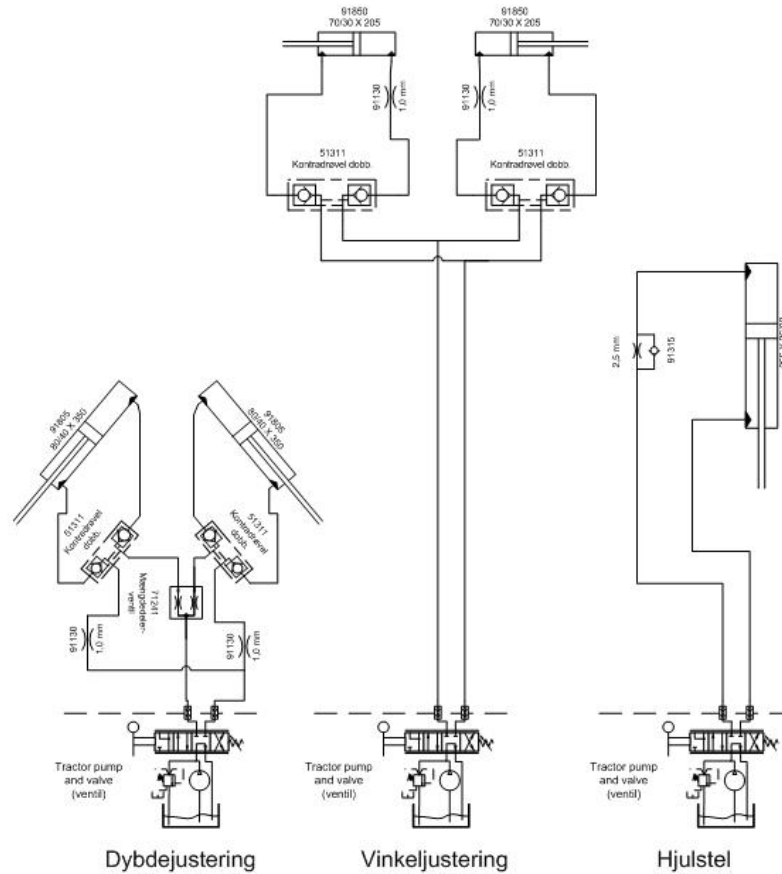 91850
70/30 X 205
91850
70/30 X 205
91130
1,0 mm
91130
1,0 mm
51311
Kontradrøvel dobb.
51311
Kontradrøvel dobb.
2,5 mm
91315
91805
80/40 X 350
91805
80/40 X 350
51311
Kontradrøvel
dobb.
51311
Kontradrøvel
dobb.
71241
Mængdedeler-
ventil
91130
1,0 mm
91130
1,0 mm
Tractor pump
and valve
(ventil)
Tractor pump
and valve
(ventil)
Tractor pump
and valve
(ventil)
Dybdejustering
Vinkeljustering
Hjulstel